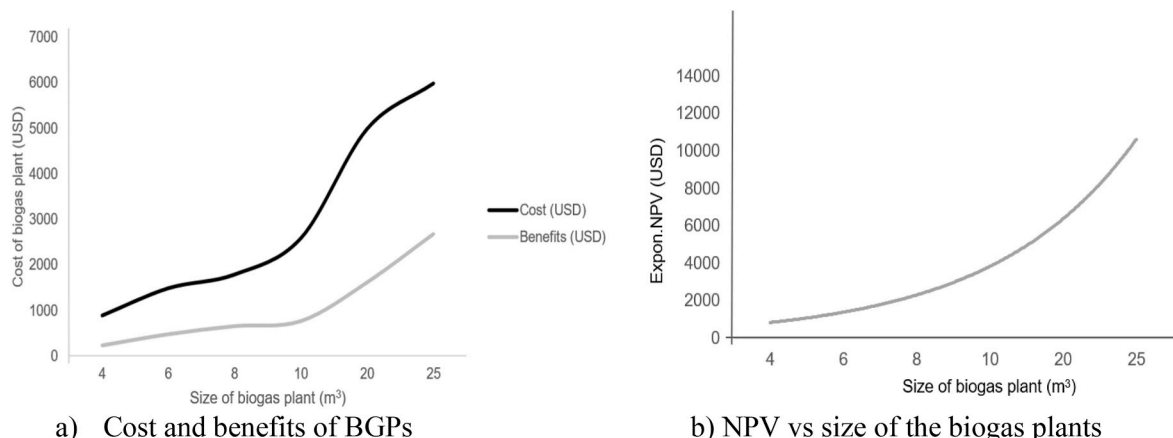 7000
6000
5000
4000
3000
2000
1000
0
Cost of biogas plant (USD)
4 6 8 10 20 25
Size of biogas plant (m³)
Cost (USD)
Benefits (USD)
a) Cost and benefits of BGPs
14000
12000
10000
8000
6000
4000
2000
0
Expon.NPV (USD)
4 6 8 10 20 25
Size of biogas plant (m³)
b) NPV vs size of the biogas plants